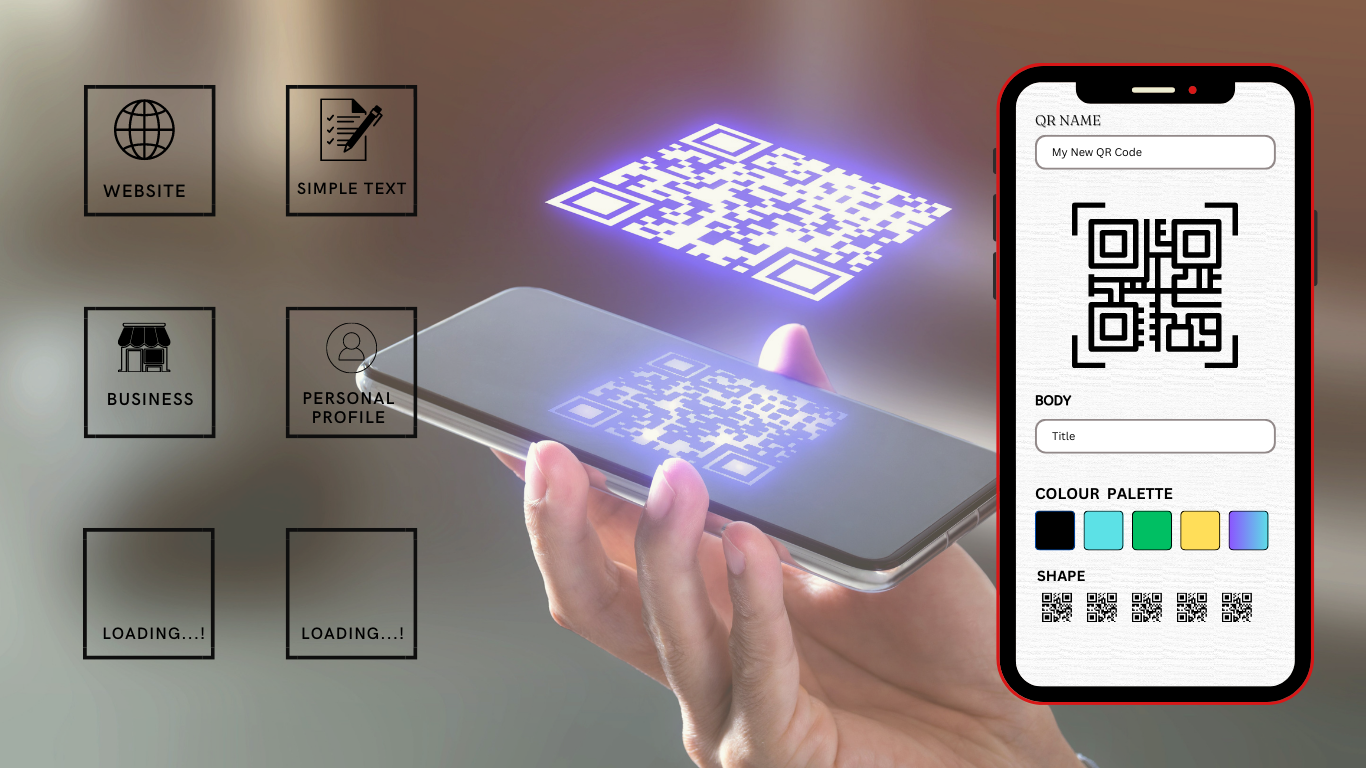 WEBSITE
SIMPLE TEXT
BUSINESS
PERSONAL
PROFILE
LOADING...!
LOADING...!
QR NAME
My New QR Code
BODY
Title
COLOUR PALETTE
SHAPE